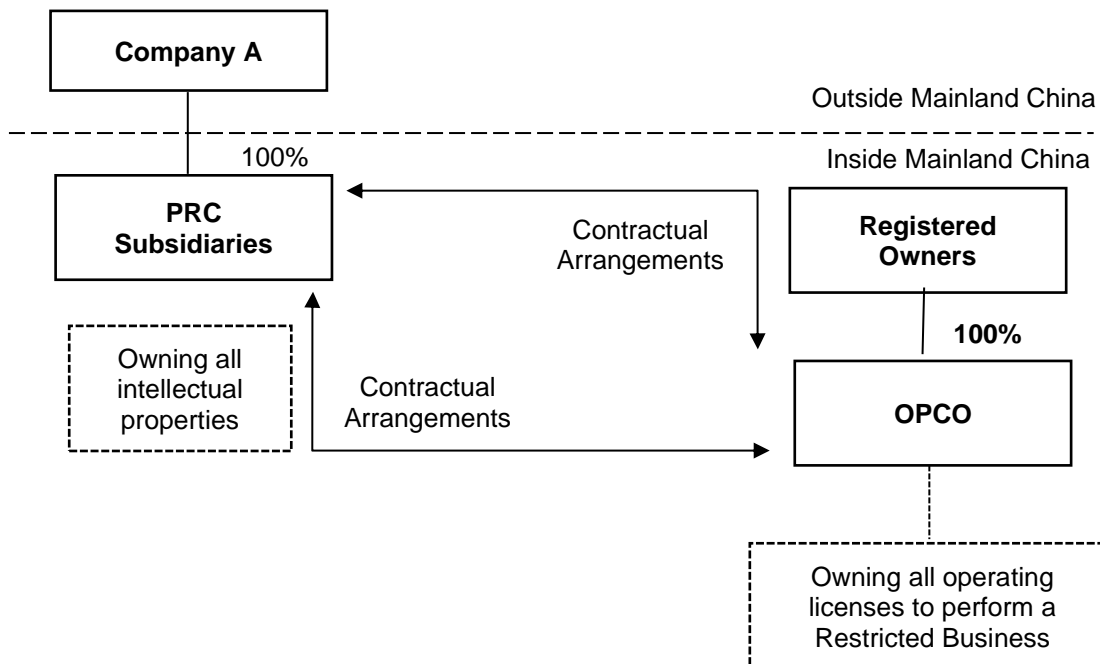 Company A
Outside Mainland China
100%
Inside Mainland China
PRC
Subsidiaries
Contractual
Arrangements
Registered
Owners
100%
Owning all
intellectual
properties
Contractual
Arrangements
OPCO
Owning all operating
licenses to perform a
Restricted Business